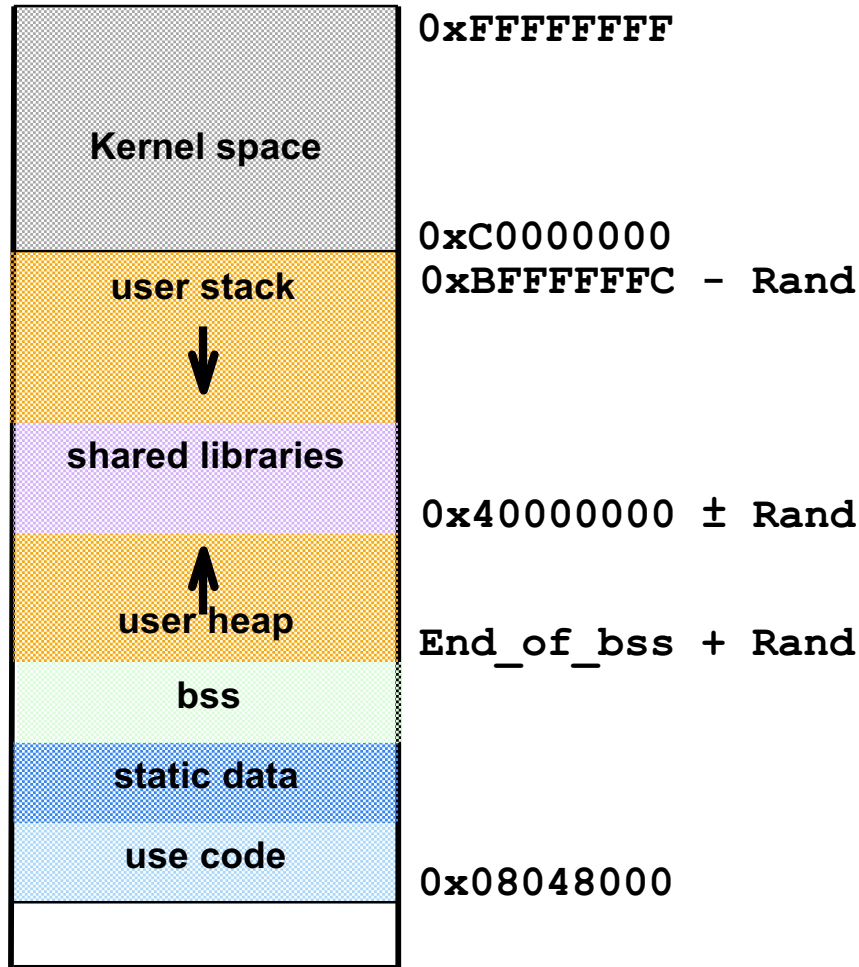 0xFFFFFFFF
Kernel space
0xC0000000
user stack
0xBFFFFFFC - Rand
shared libraries
0x40000000 ± Rand
user heap
End_of_bss + Rand
bss
static data
use code
0x08048000